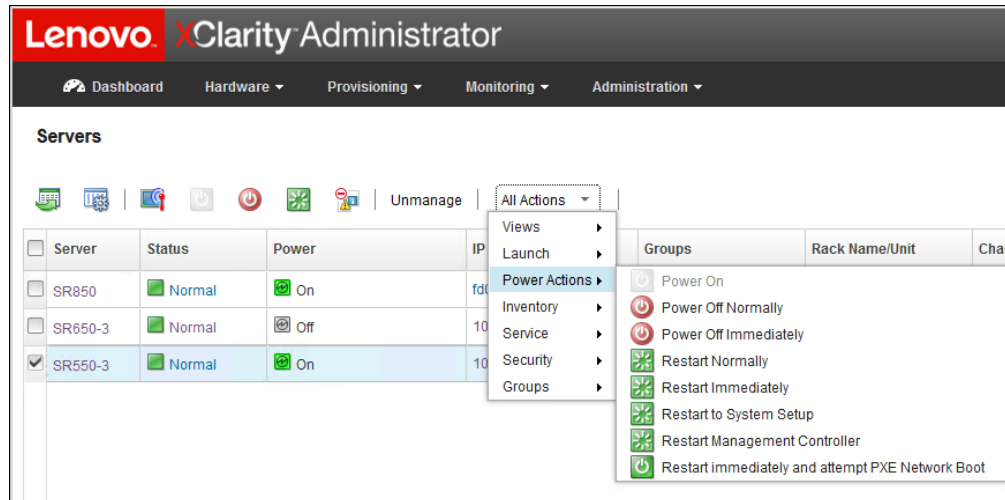 Lenovo. XClarity Administrator
Dashboard Hardware Provisioning Monitoring Administration
Servers
Unmanage All Actions
Server Status Power IP Groups Rack Name/Unit Cha
SR850 Normal On fd0
SR650-3 Normal Off 10
SR550-3 Normal On 10
Views
Launch
Power Actions
Inventory
Service
Security
Groups
Power On
Power Off Normally
Power Off Immediately
Restart Normally
Restart Immediately
Restart to System Setup
Restart Management Controller
Restart immediately and attempt PXE Network Boot